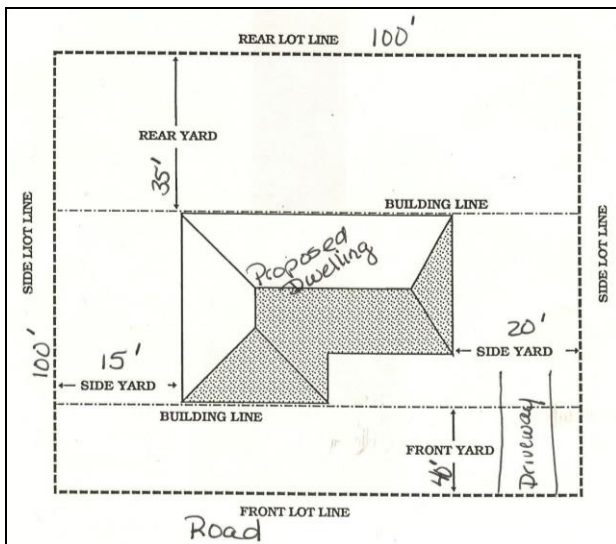 REAR LOT LINE 100'
REAR YARD
35'
BUILDING LINE
SIDE LIOT LINE
SIDE LOT LINE
Proposed
Dwelling
100'
15'
SIDE YARD
20'
SIDE YARD
BUILDING LINE
FRONT YARD
40'
Driveway
FRONT LOT LINE
Road